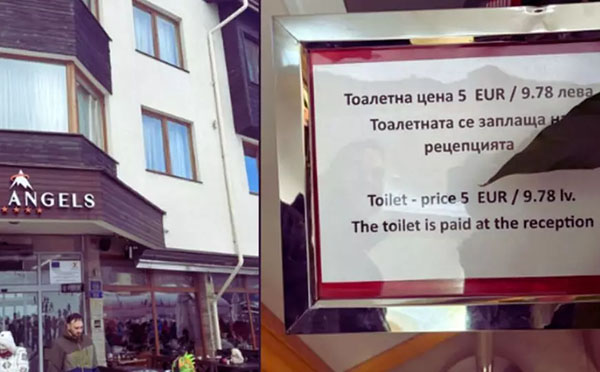 ANGELS
Тоалетна цена 5 EUR / 9.78 лева
Тоалетната се заплаща
рецепцията
Toilet - price 5 EUR / 9.78 lv.
The toilet is paid at the reception